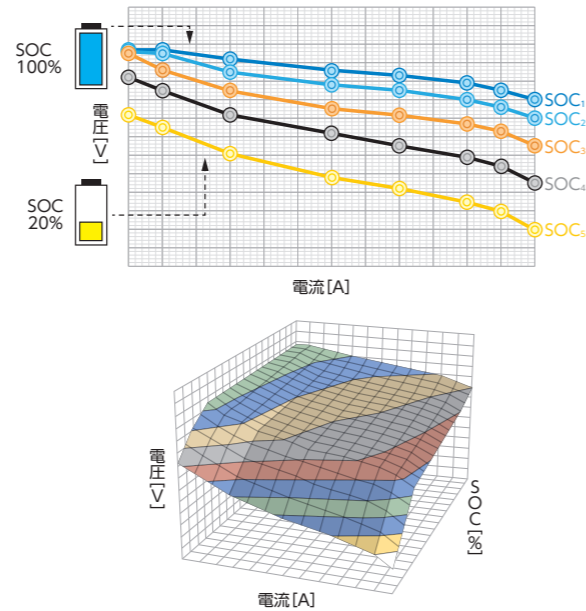 SOC
100%
電圧[V]
SOC
20%
SOC₁
SOC₂
SOC₃
SOC₄
SOC₅
電流[A]
電圧[V]
SOC[%]
電流[A]